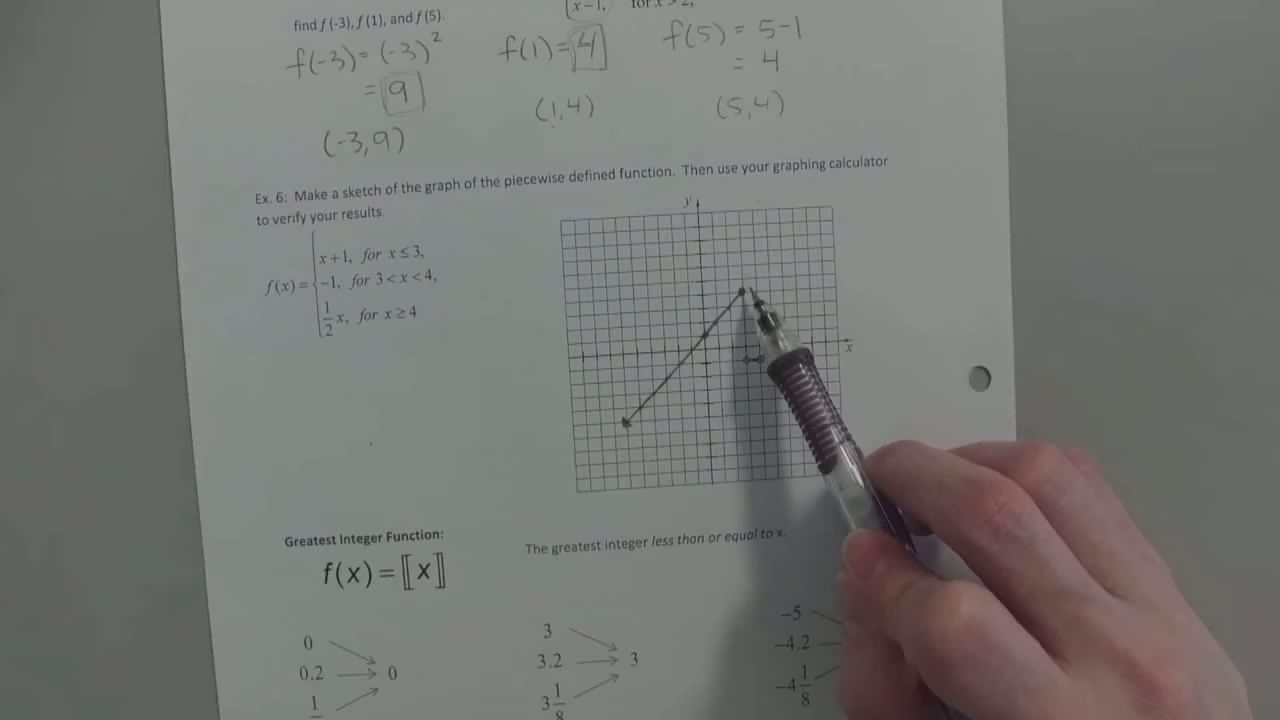 find f (-3), f (1), and f (5).
x−1,
f(-3) = (-3)²
= 9
(-3,9)
f(1) = 4
(1,4)
f(5) = 5-1
= 4
(5,4)
Ex. 6: Make a sketch of the graph of the piecewise defined function. Then use your graphing calculator
to verify your results.
x+1, for x ≤ 3,
f(x) = { −1, for 3 < x < 4,
1/2 x, for x ≥ 4
y
x
Greatest Integer Function:
f(x) = ⟦x⟧
The greatest integer less than or equal to x.
0
0.2 → 0
1
3
3.2 → 3
3 1/8
−5
−4.2
−4 1/8